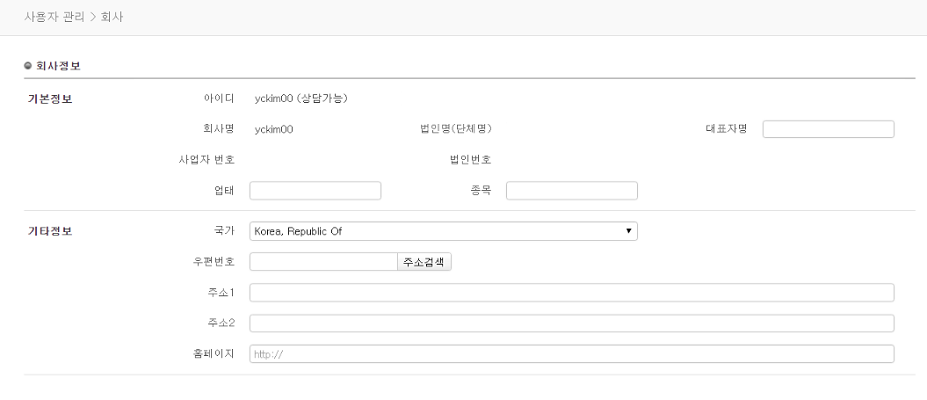 사용자 관리 > 회사
회사정보
기본정보 아이디 yckim00 (상담가능)
회사명 yckim00 법인명(단체명) 대표자명
사업자 번호 법인번호
업태 종목
기타정보 국가 Korea, Republic Of
우편번호 주소검색
주소1
주소2
홈페이지 http://